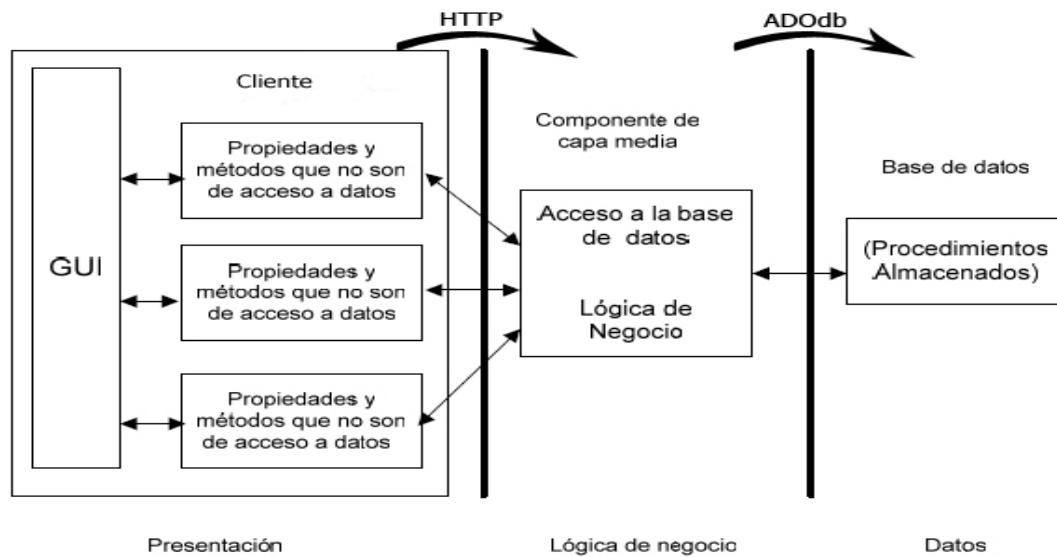 HTTP
ADOdb
Cliente
GUI
Propiedades y
métodos que no son
de acceso a datos
Propiedades y
métodos que no son
de acceso a datos
Propiedades y
métodos que no son
de acceso a datos
Componente de
capa media
Acceso a la base
de datos
Lógica de
Negocio
Base de datos
(Procedimientos
Almacenados)
Presentación
Lógica de negocio
Datos